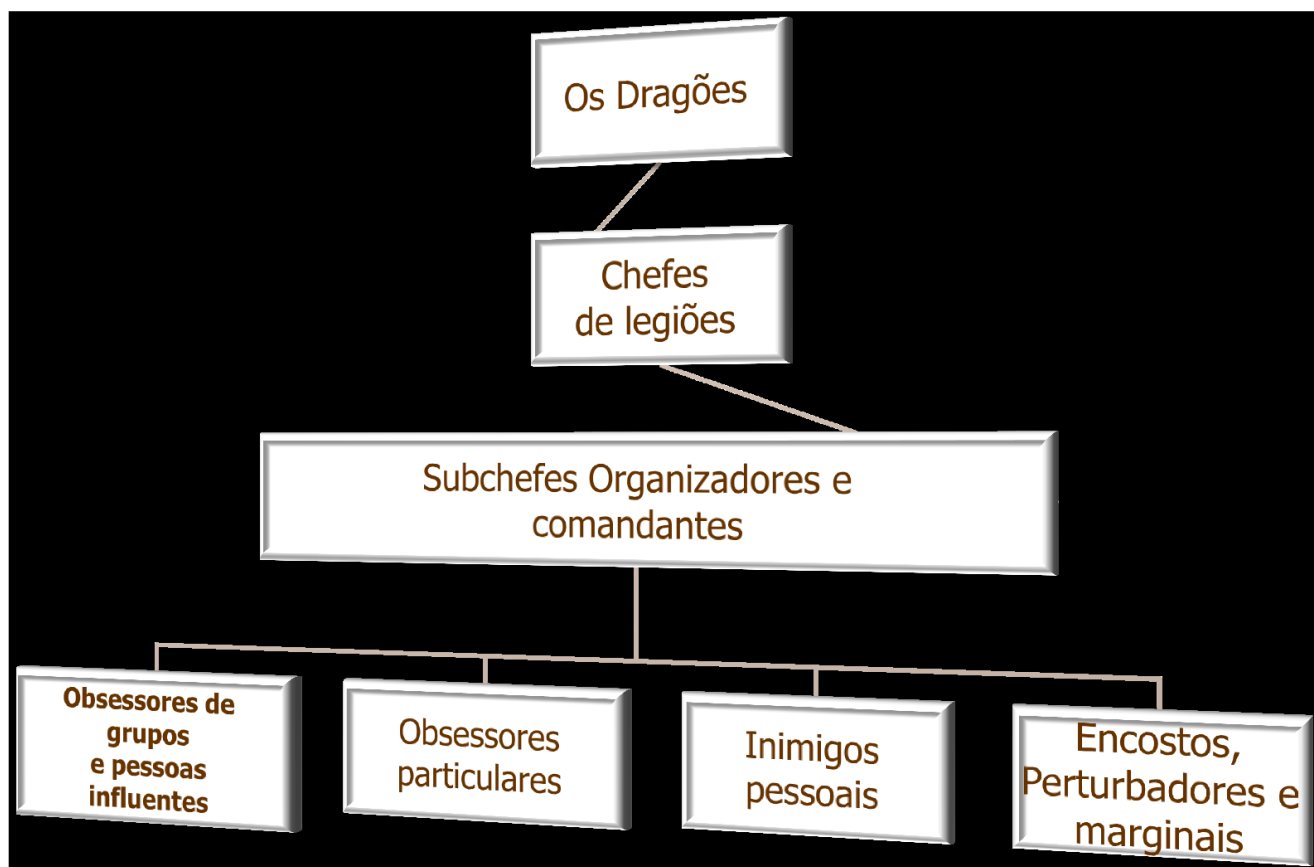 Os Dragões
Chefes
de legiões
Subchefes Organizadores e
comandantes
Obsessores de
grupos
e pessoas
influentes
Obsessores
particulares
Inimigos
pessoais
Encostos,
Perturbadores e
marginais